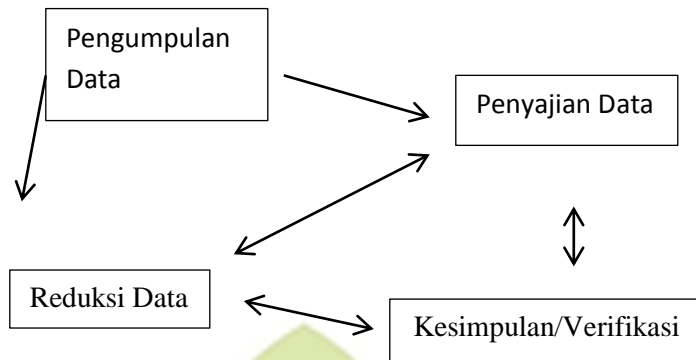 Pengumpulan
Data
Penyajian Data
Reduksi Data
Kesimpulan/Verifikasi